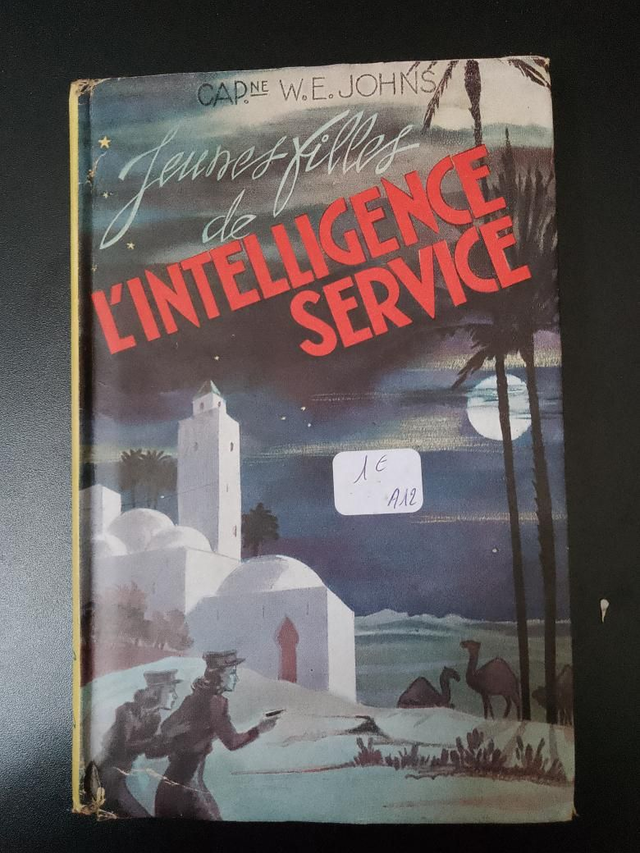 CAP.NE W.E. JOHNS
Jeunes filles
de
L'INTELLIGENCE
SERVICE
1 €
A12